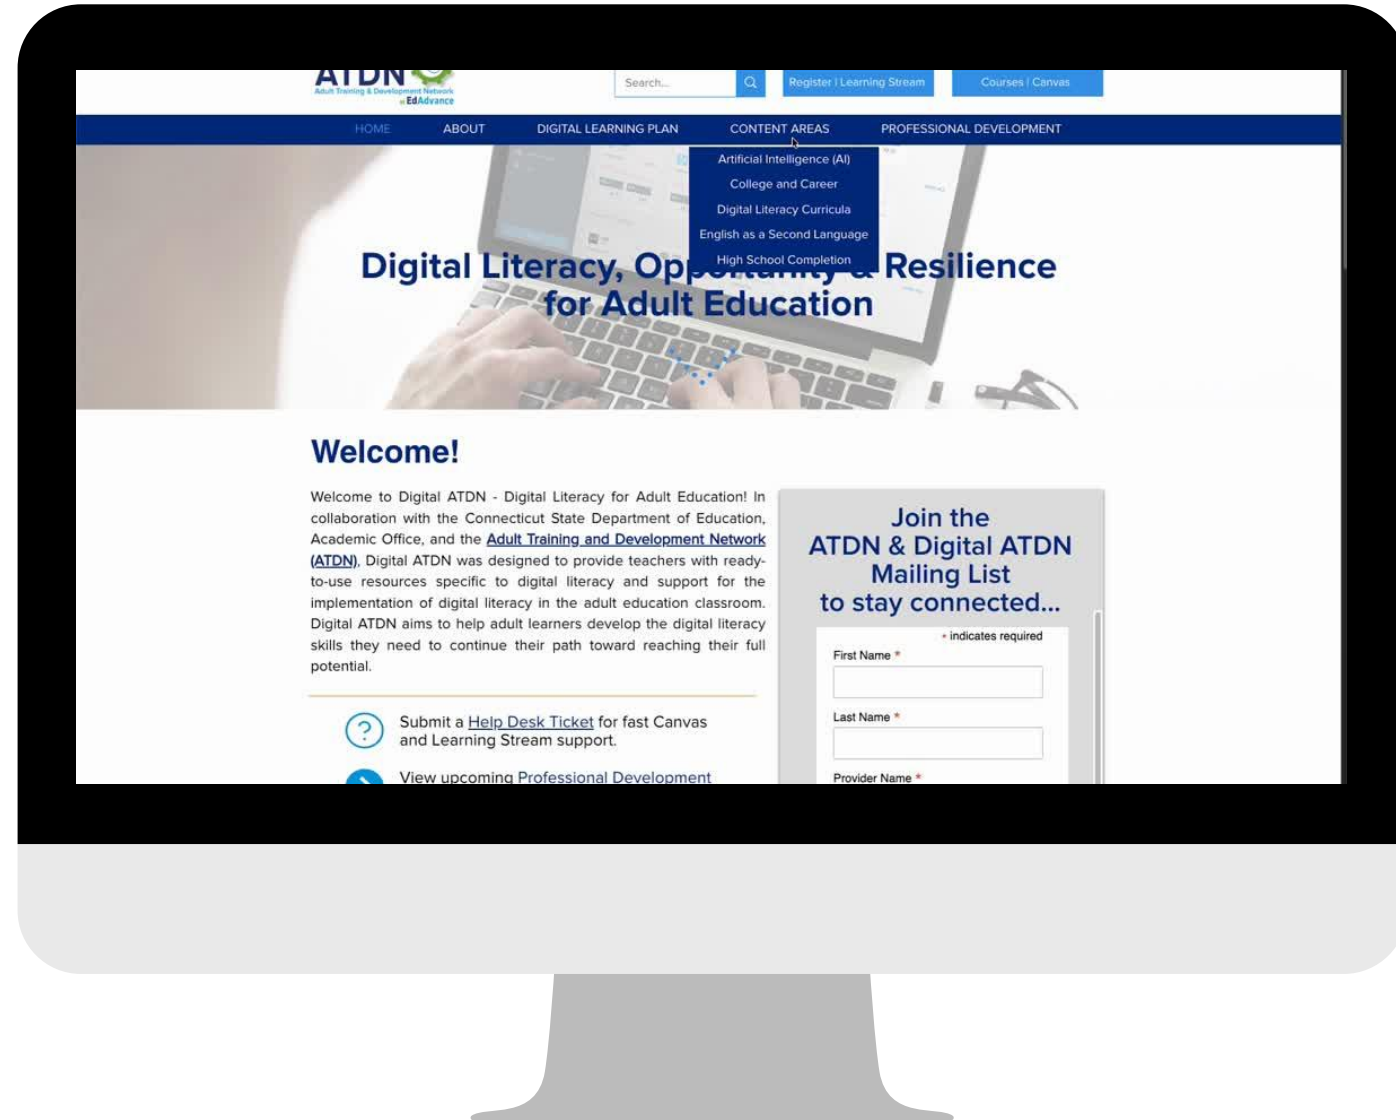 ATDN
Adult Training & Development Network
at EdAdvance
Search...
Register | Learning Stream
Courses | Canvas
HOME
ABOUT
DIGITAL LEARNING PLAN
CONTENT AREAS
PROFESSIONAL DEVELOPMENT
Artificial Intelligence (AI)
College and Career
Digital Literacy Curricula
English as a Second Language
High School Completion
Digital Literacy, Opportunity & Resilience
for Adult Education
Welcome!
Welcome to Digital ATDN - Digital Literacy for Adult Education! In
collaboration with the Connecticut State Department of Education,
Academic Office, and the Adult Training and Development Network
(ATDN), Digital ATDN was designed to provide teachers with ready-
to-use resources specific to digital literacy and support for the
implementation of digital literacy in the adult education classroom.
Digital ATDN aims to help adult learners develop the digital literacy
skills they need to continue their path toward reaching their full
potential.
Submit a Help Desk Ticket for fast Canvas
and Learning Stream support.
View upcoming Professional Development
Join the
ATDN & Digital ATDN
Mailing List
to stay connected...
* indicates required
First Name *
Last Name *
Provider Name *